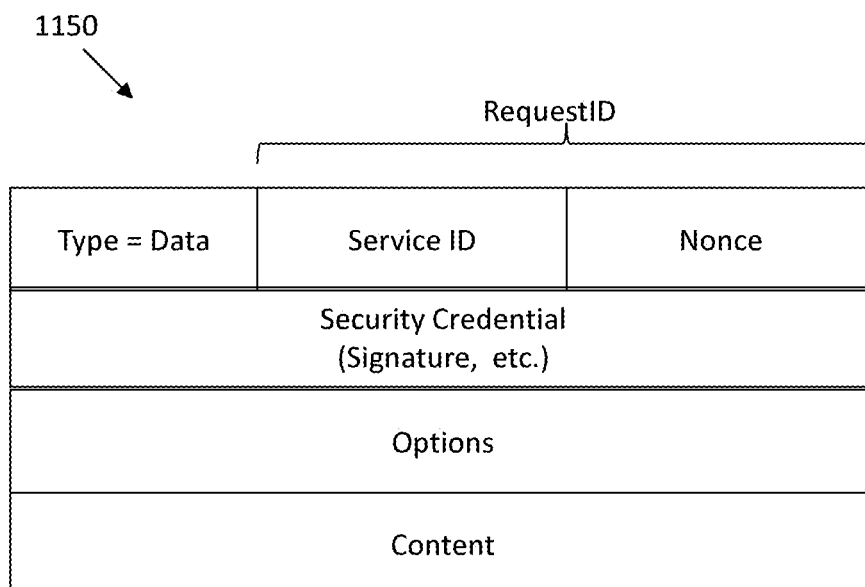 1150
RequestID
Type = Data
Service ID
Nonce
Security Credential
(Signature, etc.)
Options
Content